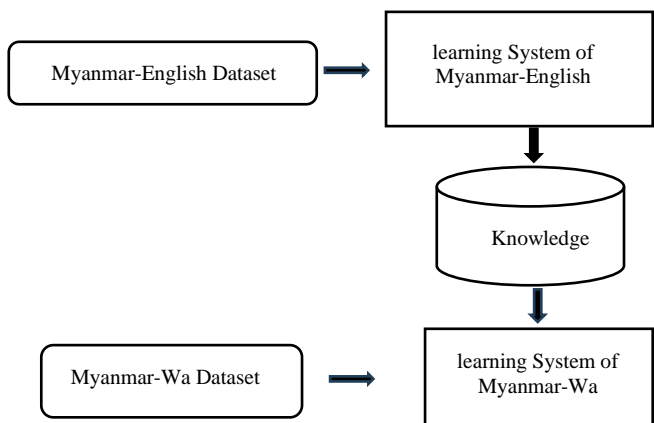 Myanmar-English Dataset
learning System of
Myanmar-English
Knowledge
Myanmar-Wa Dataset
learning System of
Myanmar-Wa